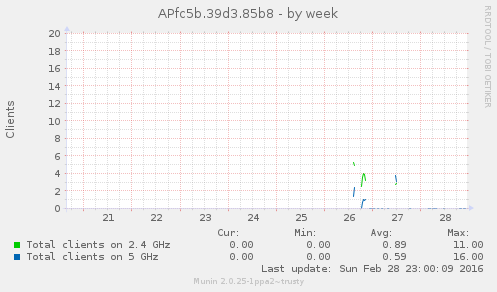 APfc5b.39d3.85b8 - by week
RRDTOOL / TOBI OETIKER
Clients
20
18
16
14
12
10
8
6
4
2
0
21 22 23 24 25 26 27 28
Cur: Min: Avg: Max:
Total clients on 2.4 GHz 0.00 0.00 0.89 11.00
Total clients on 5 GHz 0.00 0.00 0.59 16.00
Last update: Sun Feb 28 23:00:09 2016
Munin 2.0.25-1ppa2~trusty